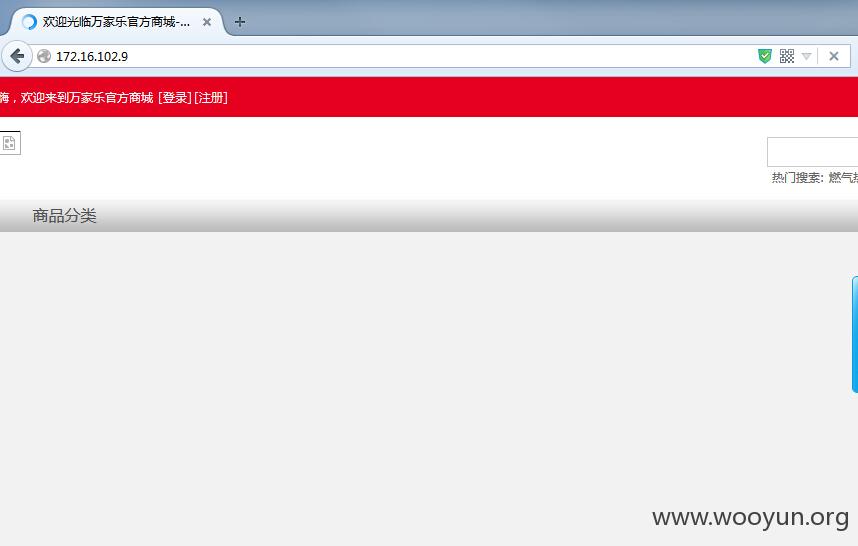 欢迎光临万家乐官方商城-...
172.16.102.9
嗨，欢迎来到万家乐官方商城 [登录] [注册]
热门搜索: 燃气热
商品分类
www.wooyun.org